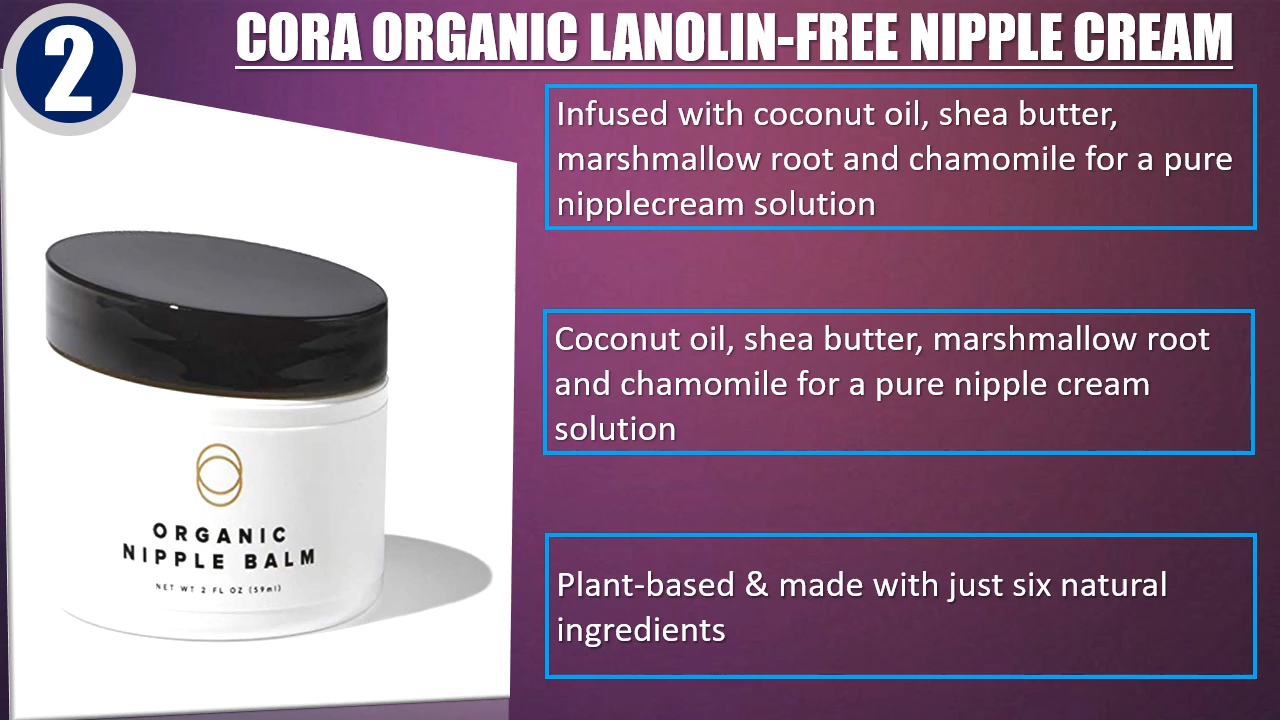 2
CORA ORGANIC LANOLIN-FREE NIPPLE CREAM
Infused with coconut oil, shea butter,
marshmallow root and chamomile for a pure
nipplecream solution
Coconut oil, shea butter, marshmallow root
and chamomile for a pure nipple cream
solution
Plant-based & made with just six natural
ingredients
ORGANIC
NIPPLE BALM
NET WT 2 FL OZ (59ml)